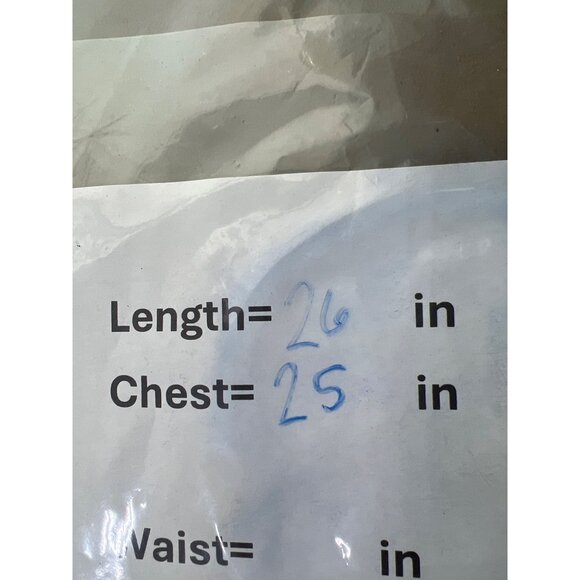 Length= 26 in
Chest= 25 in
Waist= in